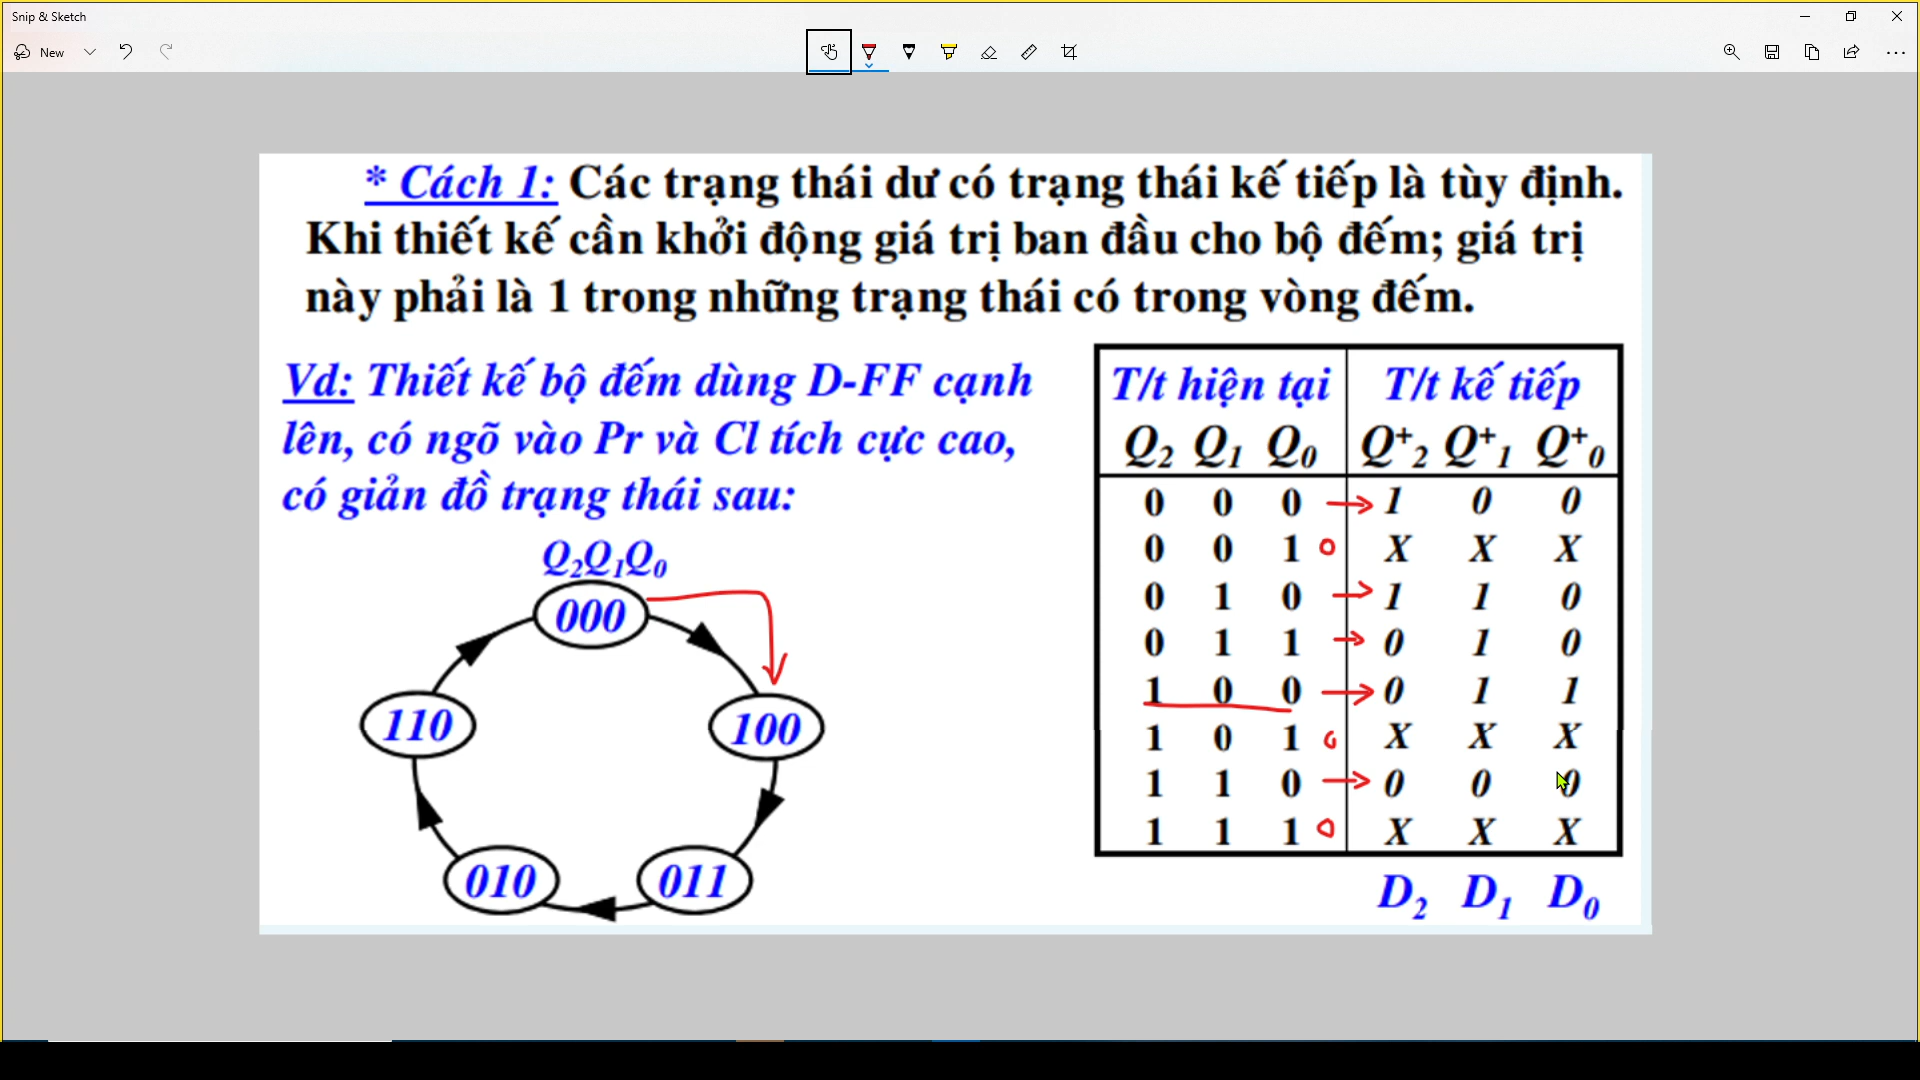 Snip & Sketch
New
* Cách 1: Các trạng thái dư có trạng thái kế tiếp là tùy định.
Khi thiết kế cần khởi động giá trị ban đầu cho bộ đếm; giá trị
này phải là 1 trong những trạng thái có trong vòng đếm.
Vd: Thiết kế bộ đếm dùng D-FF cạnh
lên, có ngõ vào Pr và Cl tích cực cao,
có giản đồ trạng thái sau:
Q2Q1Q0
000
110
100
010
011
T/t hiện tại T/t kế tiếp
Q2 Q1 Q0 Q+2 Q+1 Q+0
0 0 0 1 0 0
0 0 1 X X X
0 1 0 1 1 0
0 1 1 0 1 0
1 0 0 0 1 1
1 0 1 X X X
1 1 0 0 0 0
1 1 1 X X X
D2 D1 D0